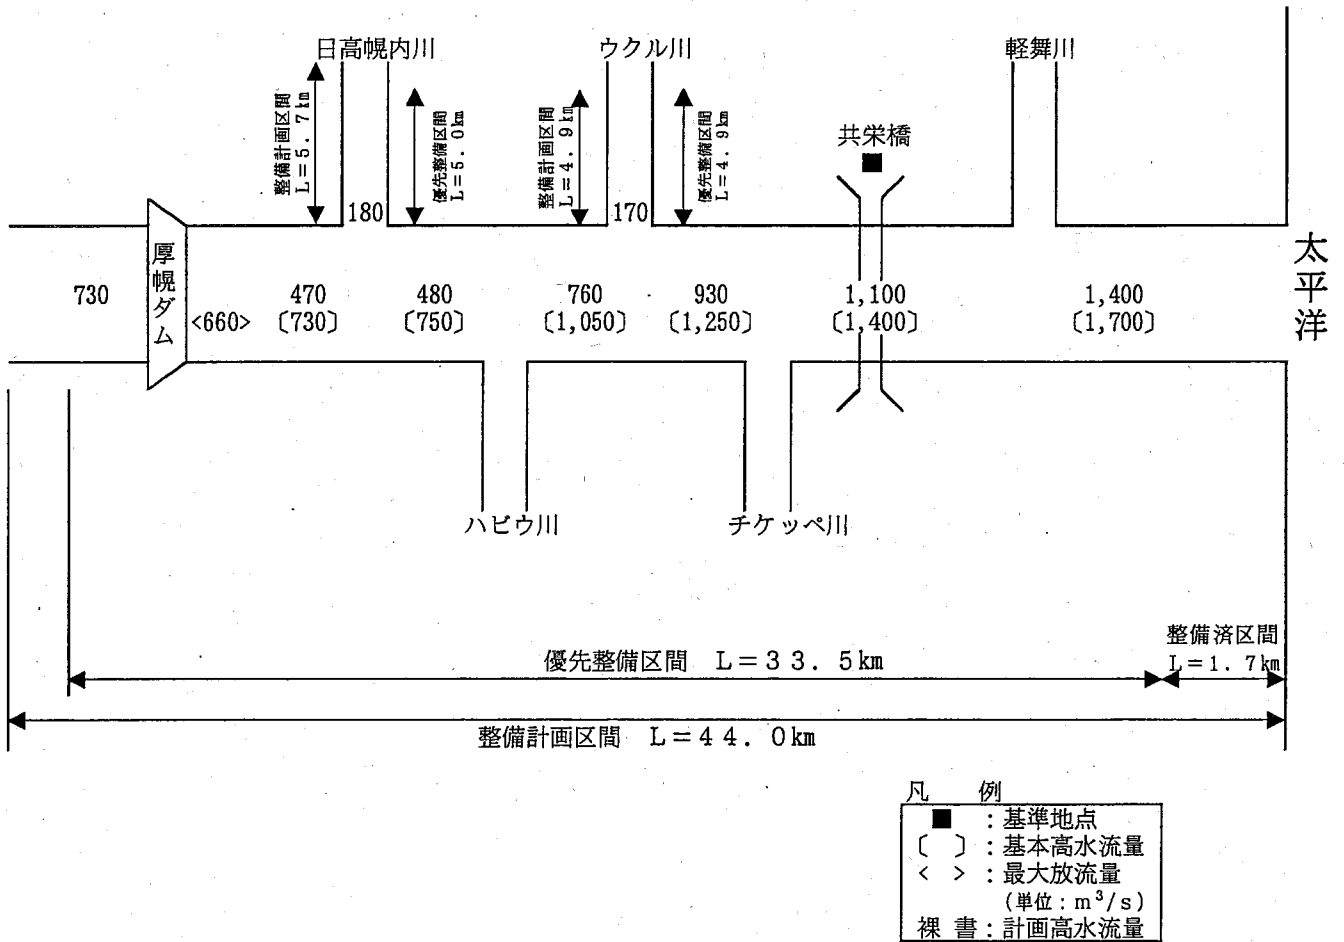 日高幌内川
ウクル川
軽舞川
整備計画区間
L=5.7km
優先整備区間
L=5.0km
整備計画区間
L=4.9km
優先整備区間
L=4.9km
共栄橋
180
170
厚幌ダム
太平洋
730
470
480
760
930
1,100
1,400
<660>
〔730〕
〔750〕
〔1,050〕
〔1,250〕
〔1,400〕
〔1,700〕
ハビウ川
チケッペ川
整備済区間
L=1.7km
優先整備区間 L=33.5km
整備計画区間 L=44.0km
凡 例
■ : 基準地点
〔 〕: 基本高水流量
< > : 最大放流量
(単位:m³/s)
裸 書 : 計画高水流量